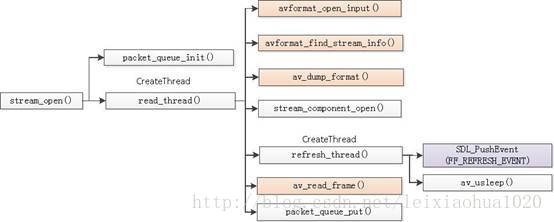 avformat_open_input()
packet_queue_init()
avformat_find_stream_info()
CreateThread
av_dump_format()
stream_open()
read_thread()
stream_component_open()
CreateThread
refresh_thread()
SDL_PushEvent
(FF_REFRESH_EVENT)
av_read_frame()
av_usleep()
packet_queue_put()
http://blog.csdn.net/leixiaohua1020